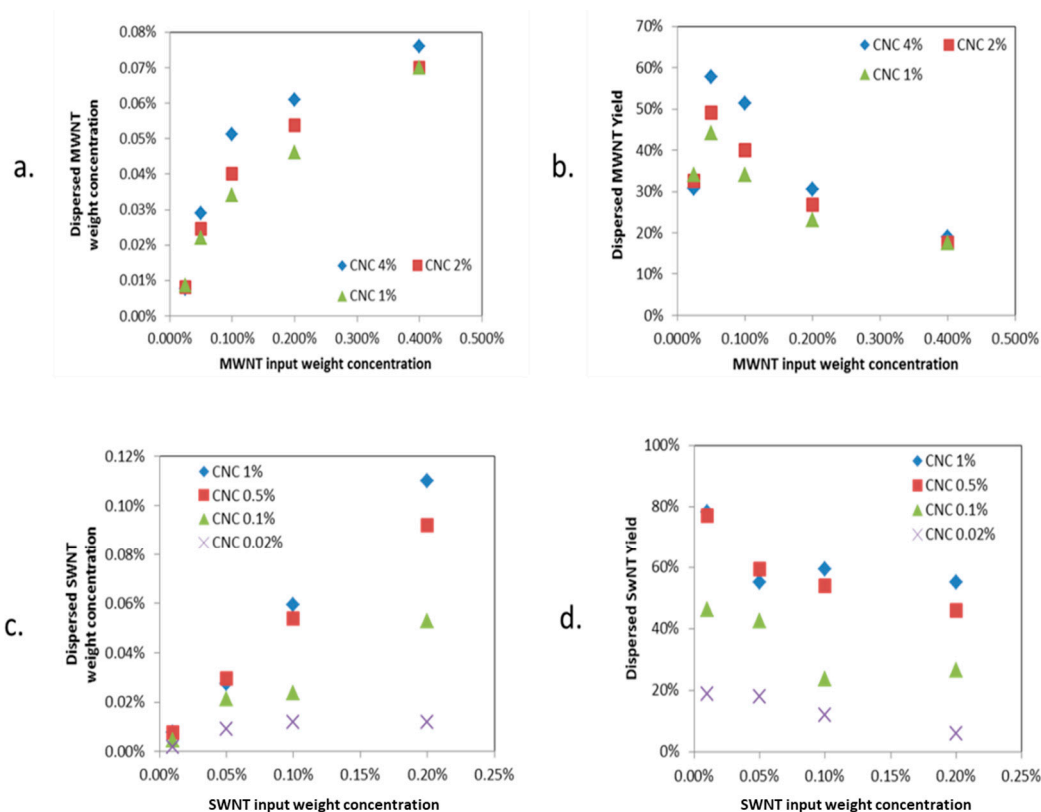 a.
Dispersed MWNT
weight concentration
0.08%
0.07%
0.06%
0.05%
0.04%
0.03%
0.02%
0.01%
0.00%
CNC 4% CNC 2%
CNC 1%
0.000% 0.100% 0.200% 0.300% 0.400% 0.500%
MWNT input weight concentration
b.
Dispersed MWNT Yield
70%
60%
50%
40%
30%
20%
10%
0%
CNC 4% CNC 2%
CNC 1%
0.000% 0.100% 0.200% 0.300% 0.400% 0.500%
MWNT input weight concentration
c.
Dispersed SWNT
weight concentration
0.12%
0.10%
0.08%
0.06%
0.04%
0.02%
0.00%
CNC 1%
CNC 0.5%
CNC 0.1%
CNC 0.02%
0.00% 0.05% 0.10% 0.15% 0.20% 0.25%
SWNT input weight concentration
d.
Dispersed SwNT Yield
100%
80%
60%
40%
20%
0%
CNC 1%
CNC 0.5%
CNC 0.1%
CNC 0.02%
0.00% 0.05% 0.10% 0.15% 0.20% 0.25%
SWNT input weight concentration